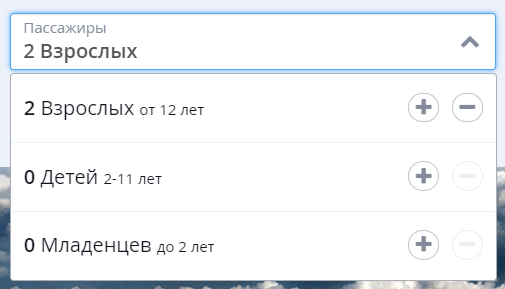 Пассажиры
2 Взрослых
2 Взрослых от 12 лет
0 Детей 2-11 лет
0 Младенцев до 2 лет